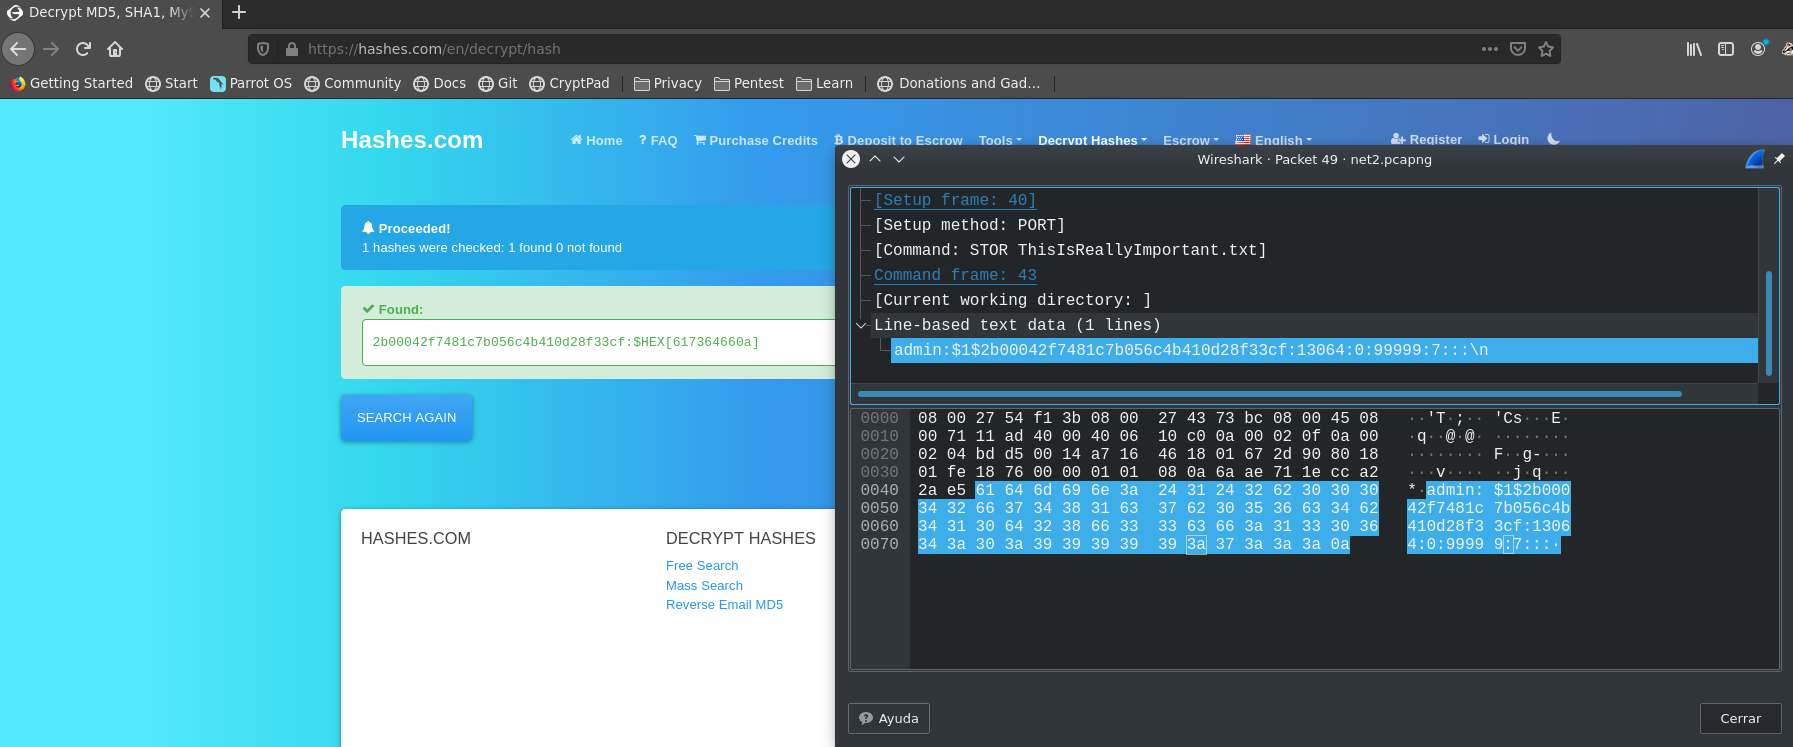 Decrypt MD5, SHA1, MyS
https://hashes.com/en/decrypt/hash
Getting Started Start Parrot OS Community Docs Git CryptPad Privacy Pentest Learn Donations and Gad...
Hashes.com Home ? FAQ Purchase Credits Deposit to Escrow Tools Decrypt Hashes Escrow English Register Login
Proceeded!
1 hashes were checked: 1 found 0 not found
Found:
2b00042f7481c7b056c4b410d28f33cf:$HEX[617364660a]
SEARCH AGAIN
HASHES.COM
DECRYPT HASHES
Free Search
Mass Search
Reverse Email MD5
Wireshark · Packet 49 · net2.pcapng
[Setup frame: 40]
[Setup method: PORT]
[Command: STOR ThisIsReallyImportant.txt]
Command frame: 43
[Current working directory: ]
Line-based text data (1 lines)
admin:$1$2b00042f7481c7b056c4b410d28f33cf:13064:0:99999:7:::\n
0000 08 00 27 54 f1 3b 08 00 27 43 73 bc 08 00 45 08 ··'T·;·· 'Cs···E·
0010 00 71 11 ad 40 00 40 06 10 c0 0a 00 02 0f 0a 00 ·q··@·@· ········
0020 02 04 bd d5 00 14 a7 16 46 18 01 67 2d 90 80 18 ········ F··g-···
0030 01 fe 18 76 00 00 01 01 08 0a 6a ae 71 1e cc a2 ···v···· ··j·q···
0040 2a e5 61 64 6d 69 6e 3a 24 31 24 32 62 30 30 30 *·admin: $1$2b000
0050 34 32 66 37 34 38 31 63 37 62 30 35 36 63 34 62 42f7481c 7b056c4b
0060 34 31 30 64 32 38 66 33 33 63 66 3a 31 33 30 36 410d28f3 3cf:1306
0070 34 3a 30 3a 39 39 39 39 39 3a 37 3a 3a 3a 0a 4:0:9999 9:7:::·
Ayuda
Cerrar